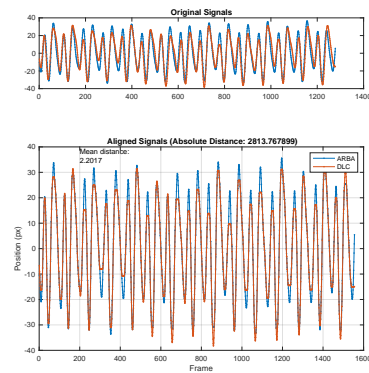 Original Signals
40
20
0
-20
-40
0 200 400 600 800 1000 1200 1400
Aligned Signals (Absolute Distance: 2813.767899)
Mean distance:
2.2017
ARBA
DLC
40
30
20
10
0
-10
-20
-30
-40
Position (px)
0 200 400 600 800 1000 1200 1400 1600
Frame